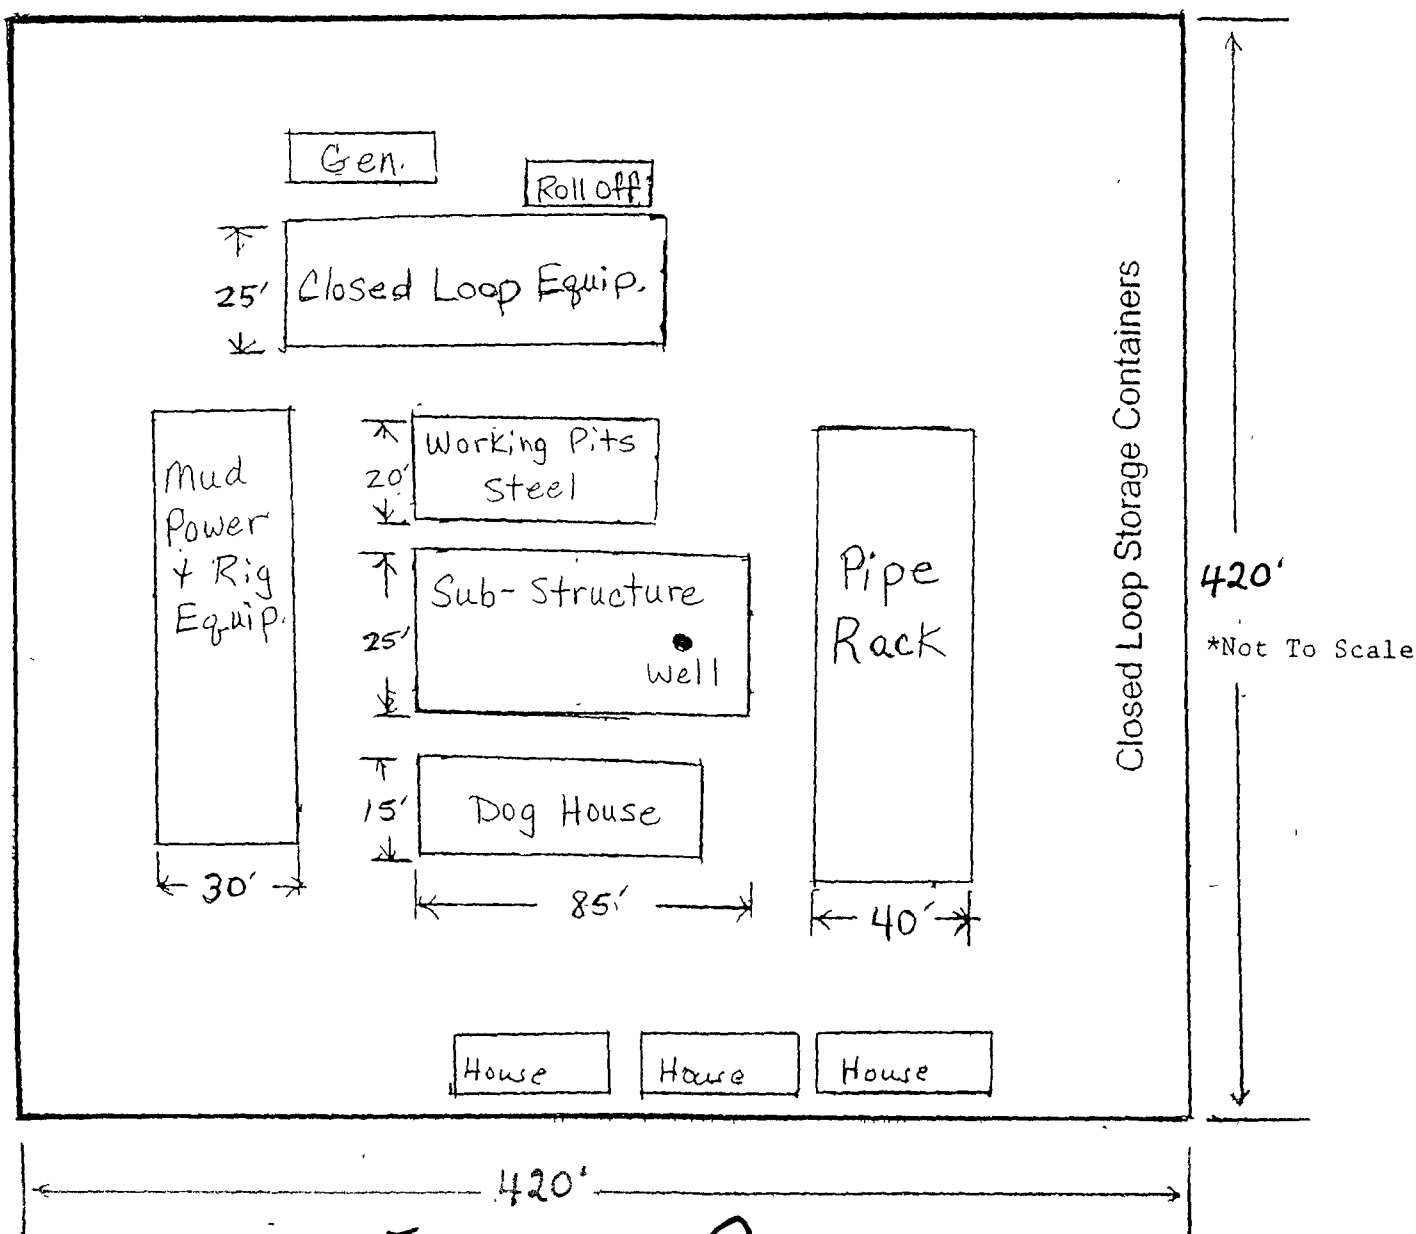 Gen.
Roll Off
25'
Closed Loop Equip.
Closed Loop Storage Containers
Mud
Power
+ Rig
Equip.
20'
Working Pits
Steel
25'
Sub-Structure
Well
Pipe
Rack
420'
*Not To Scale
15'
Dog House
30'
85'
40'
House
House
House
420'